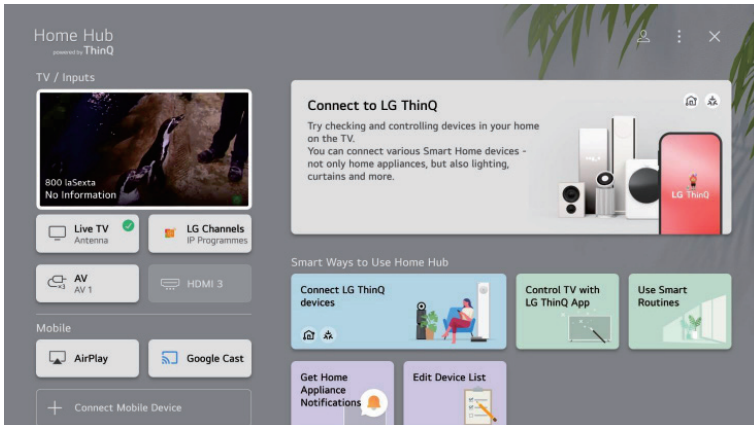 Home Hub
powered by ThinQ
TV / Inputs
800 laSexta
No Information
Live TV
Antenna
LG Channels
IP Programmes
AV
AV 1
HDMI 3
Mobile
AirPlay
Google Cast
Connect Mobile Device
Connect to LG ThinQ
Try checking and controlling devices in your home
on the TV.
You can connect various Smart Home devices -
not only home appliances, but also lighting,
curtains and more.
LG ThinQ
Smart Ways to Use Home Hub
Connect LG ThinQ
devices
Control TV with
LG ThinQ App
Use Smart
Routines
Get Home
Appliance
Notifications
Edit Device List